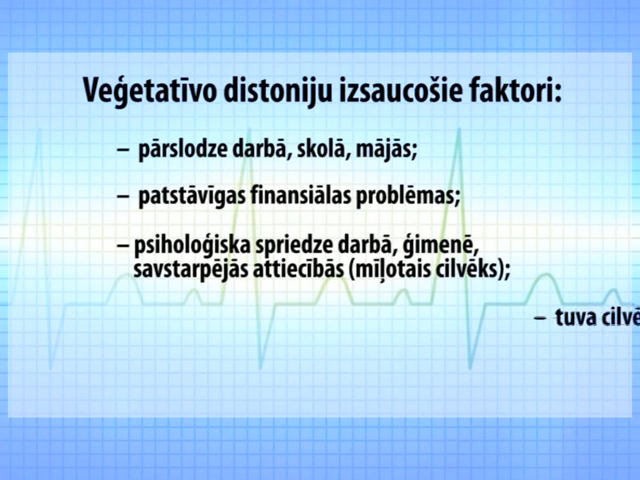 Veģetatīvo distoniju izsaucošie faktori:
– pārslodze darbā, skolā, mājās;
– patstāvīgas finansiālas problēmas;
– psiholoģiska spriedze darbā, ģimenē,
savstarpējās attiecībās (mīļotais cilvēks);
– tuva